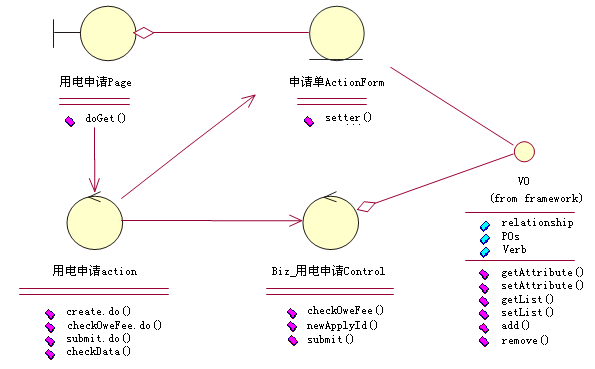 用电申请Page
doGet()
申请单ActionForm
setter()
...
VO
(from framework)
relationship
POs
Verb
getAttribute()
setAttribute()
getList()
setList()
add()
remove()
用电申请action
create.do()
checkOweFee.do()
submit.do()
checkData()
Biz_用电申请Control
checkOweFee()
newApplyId()
submit()